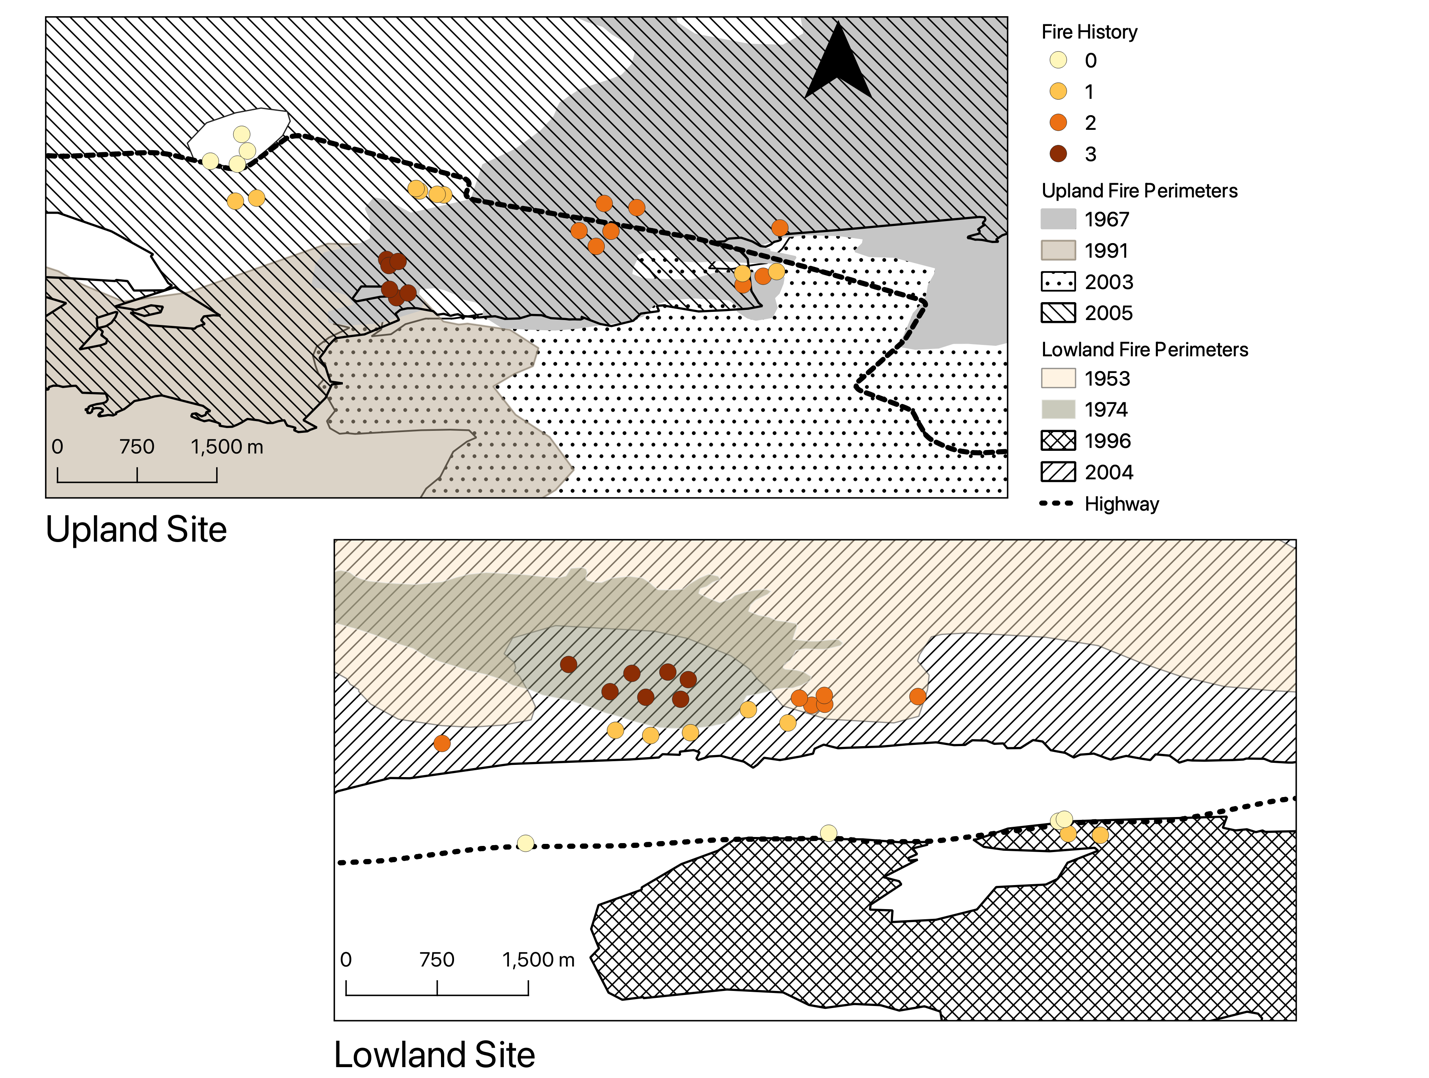 Fire History
0
1
2
3
Upland Fire Perimeters
1967
1991
2003
2005
Lowland Fire Perimeters
1953
1974
1996
2004
Highway
0 750 1,500 m
Upland Site
0 750 1,500 m
Lowland Site